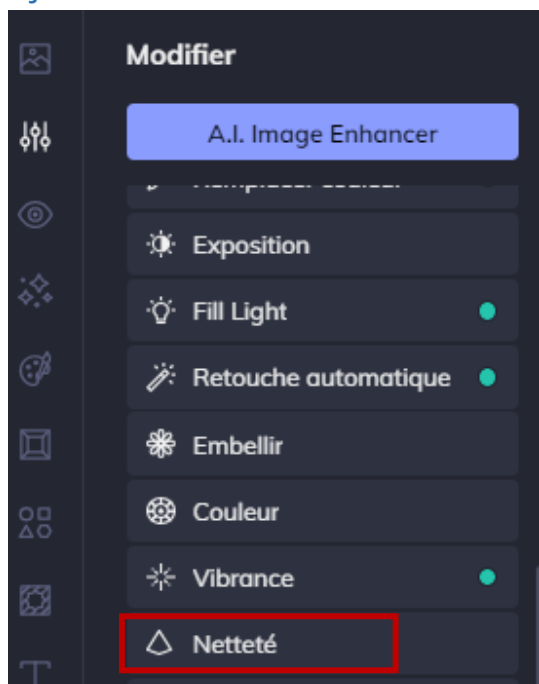 Modifier
A.I. Image Enhancer
Exposition
Fill Light
Retouche automatique
Embellir
Couleur
Vibrance
Netteté